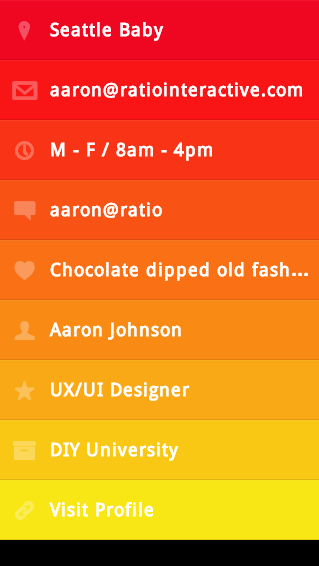 Seattle Baby
aaron@ratiointeractive.com
M - F / 8am - 4pm
aaron@ratio
Chocolate dipped old fash...
Aaron Johnson
UX/UI Designer
DIY University
Visit Profile